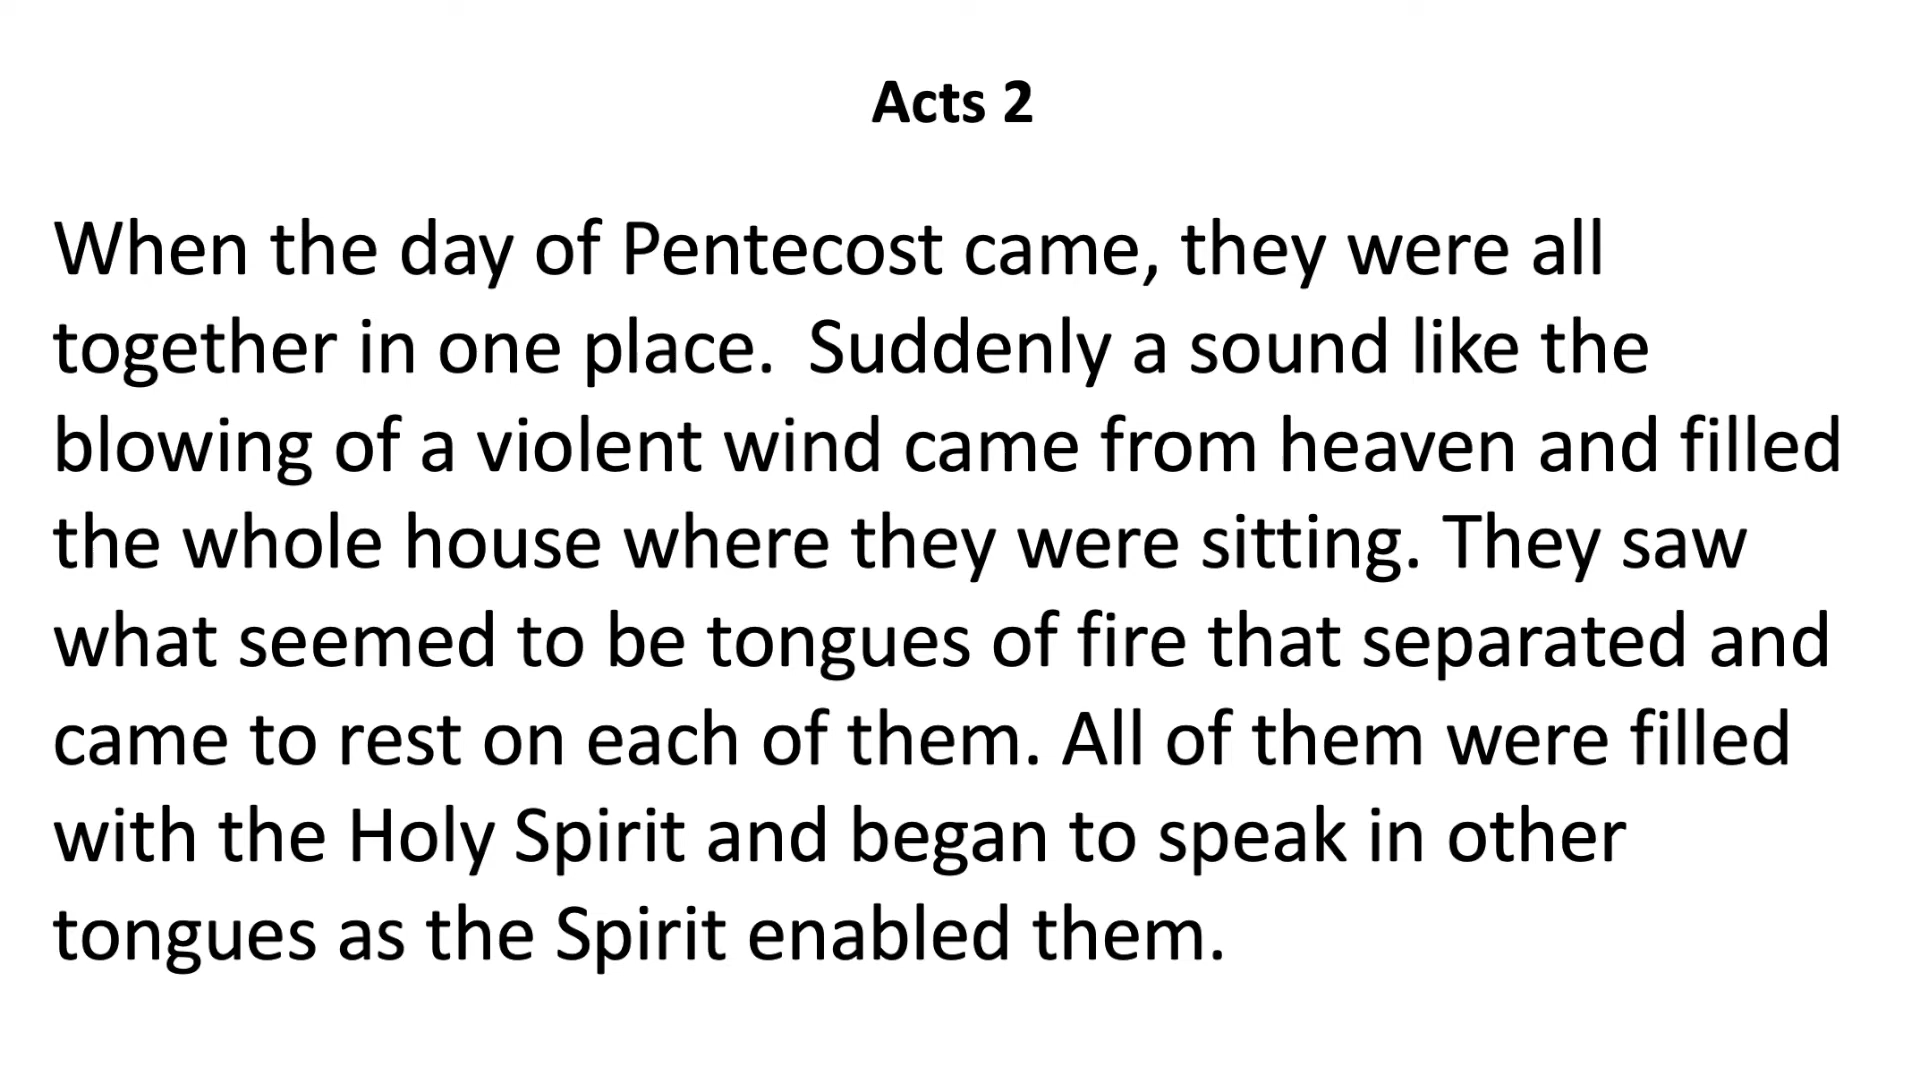 Acts 2
When the day of Pentecost came, they were all
together in one place.  Suddenly a sound like the
blowing of a violent wind came from heaven and filled
the whole house where they were sitting. They saw
what seemed to be tongues of fire that separated and
came to rest on each of them. All of them were filled
with the Holy Spirit and began to speak in other
tongues as the Spirit enabled them.